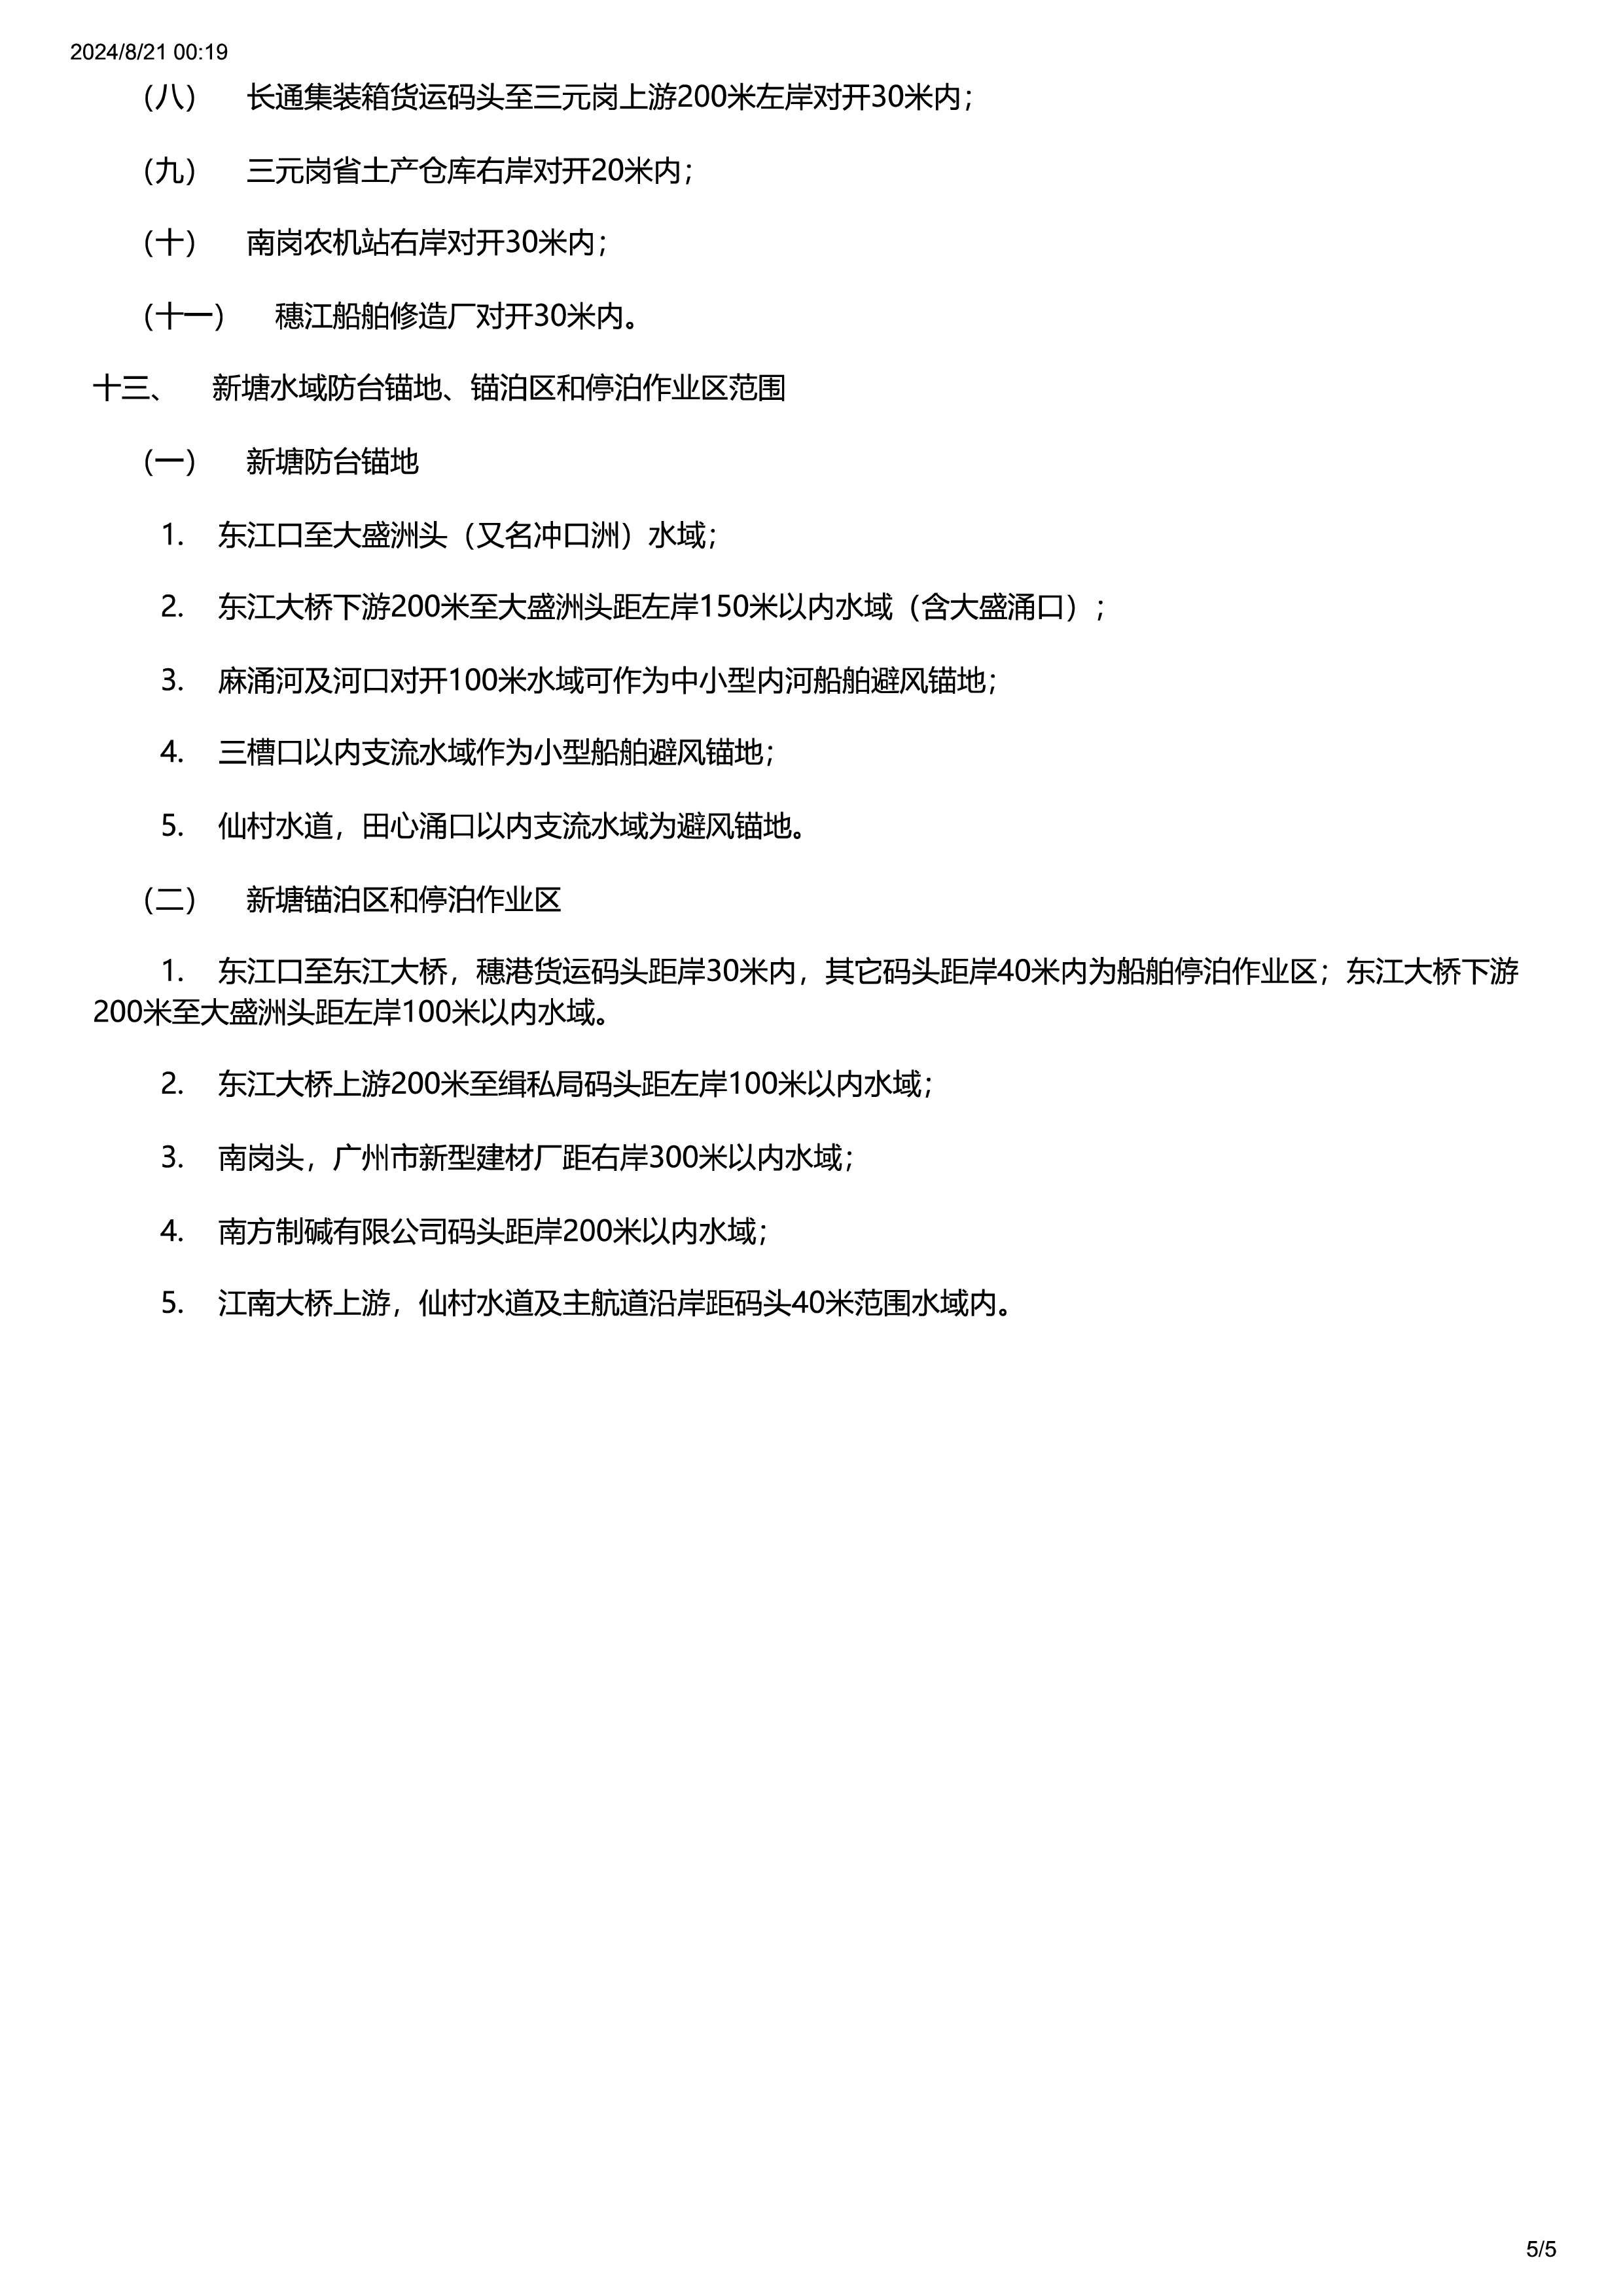 2024/8/21 00:19
（八） 长通集装箱货运码头至三元岗上游200米左岸对开30米内；
（九） 三元岗省土产仓库右岸对开20米内；
（十） 南岗农机站右岸对开30米内；
（十一） 穗江船舶修造厂对开30米内。
十三、 新塘水域防台锚地、锚泊区和停泊作业区范围
（一） 新塘防台锚地
1. 东江口至大盛洲头（又名冲口洲）水域；
2. 东江大桥下游200米至大盛洲头距左岸150米以内水域（含大盛涌口）；
3. 麻涌河及河口对开100米水域可作为中小型内河船舶避风锚地；
4. 三槽口以内支流水域作为小型船舶避风锚地；
5. 仙村水道，田心涌口以内支流水域为避风锚地。
（二） 新塘锚泊区和停泊作业区
1. 东江口至东江大桥，穗港货运码头距岸30米内，其它码头距岸40米内为船舶停泊作业区；东江大桥下游
200米至大盛洲头距左岸100米以内水域。
2. 东江大桥上游200米至缉私局码头距左岸100米以内水域；
3. 南岗头，广州市新型建材厂距右岸300米以内水域；
4. 南方制碱有限公司码头距岸200米以内水域；
5. 江南大桥上游，仙村水道及主航道沿岸距码头40米范围水域内。
5/5